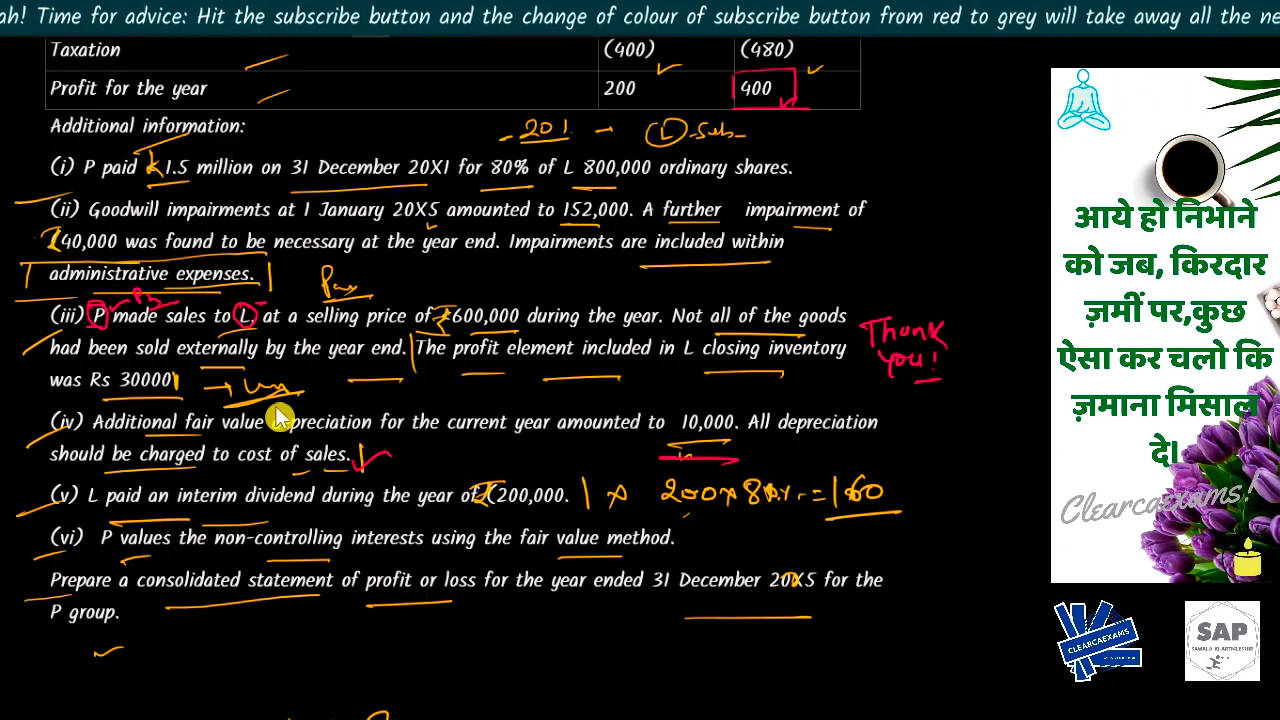 ah! Time for advice: Hit the subscribe button and the change of colour of subscribe button from red to grey will take away all the ne
Taxation (400) (480)
Profit for the year 200 400
Additional information:
20%. → L Sub
(i) P paid ₹1.5 million on 31 December 20X1 for 80% of L 800,000 ordinary shares.
(ii) Goodwill impairments at 1 January 20X5 amounted to 152,000. A further impairment of
₹40,000 was found to be necessary at the year end. Impairments are included within
administrative expenses.
(iii) P made sales to L, at a selling price of ₹600,000 during the year. Not all of the goods
had been sold externally by the year end. The profit element included in L closing inventory
was Rs 30000
(iv) Additional fair value depreciation for the current year amounted to 10,000. All depreciation
should be charged to cost of sales.
(v) L paid an interim dividend during the year of ₹200,000. 200×80%=160
(vi) P values the non-controlling interests using the fair value method.
Prepare a consolidated statement of profit or loss for the year ended 31 December 20X5 for the
P group.
Thank
you!
आये हो निभाने
को जब, किरदार
ज़मीं पर,कुछ
ऐसा कर चलो कि
ज़माना मिसाल
दे।
Clearcaexams!
CLEARCAEXAMS
SAP
SAWALO KI ARTICLESHIP